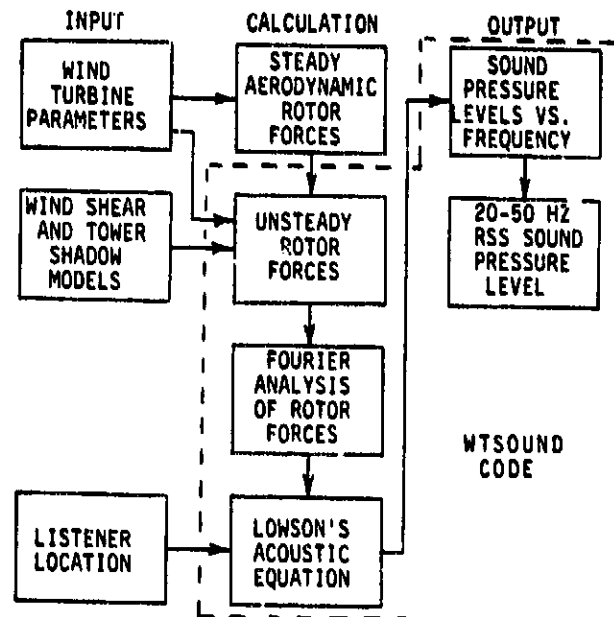 INPUT
WIND
TURBINE
PARAMETERS
WIND SHEAR
AND TOWER
SHADOW
MODELS
LISTENER
LOCATION
CALCULATION
STEADY
AERODYNAMIC
ROTOR
FORCES
UNSTEADY
ROTOR
FORCES
FOURIER
ANALYSIS
OF ROTOR
FORCES
LOWSON'S
ACOUSTIC
EQUATION
OUTPUT
SOUND
PRESSURE
LEVELS VS.
FREQUENCY
20-50 HZ
RSS SOUND
PRESSURE
LEVEL
WTSOUND
CODE